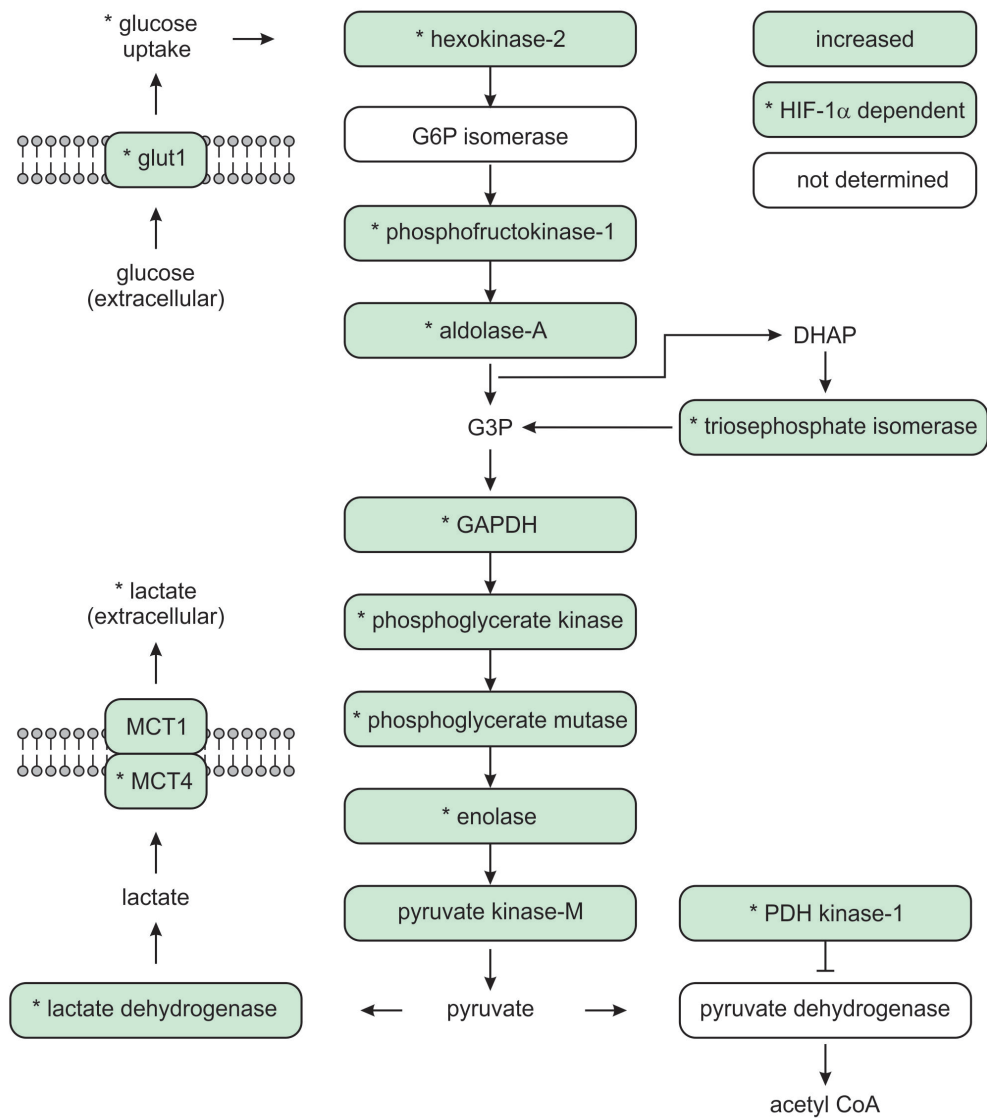 * glucose
uptake
* hexokinase-2
increased
G6P isomerase
* HIF-1α dependent
* glut1
not determined
* phosphofructokinase-1
glucose
(extracellular)
* aldolase-A
DHAP
G3P
* triosephosphate isomerase
* GAPDH
* lactate
(extracellular)
* phosphoglycerate kinase
MCT1
* phosphoglycerate mutase
* MCT4
* enolase
lactate
pyruvate kinase-M
* PDH kinase-1
* lactate dehydrogenase
pyruvate
pyruvate dehydrogenase
acetyl CoA